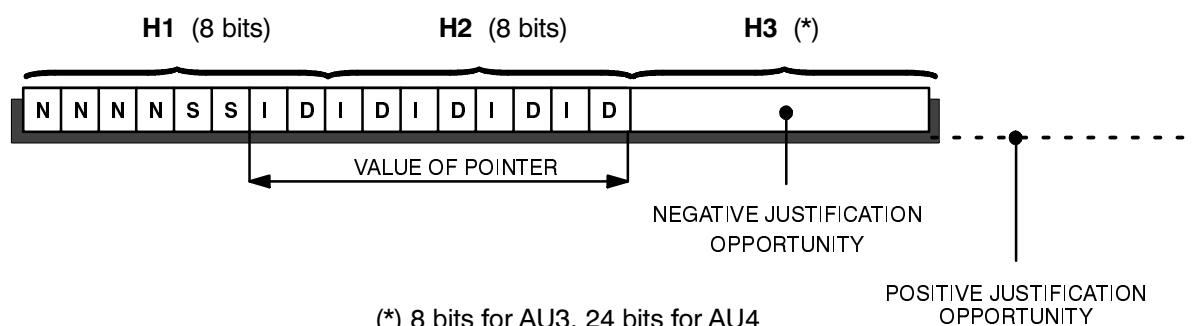 H1 (8 bits) H2 (8 bits) H3 (*)
N N N N S S I D I D I D I D I D
VALUE OF POINTER
NEGATIVE JUSTIFICATION
OPPORTUNITY
POSITIVE JUSTIFICATION
OPPORTUNITY
(*) 8 bits for AU3, 24 bits for AU4